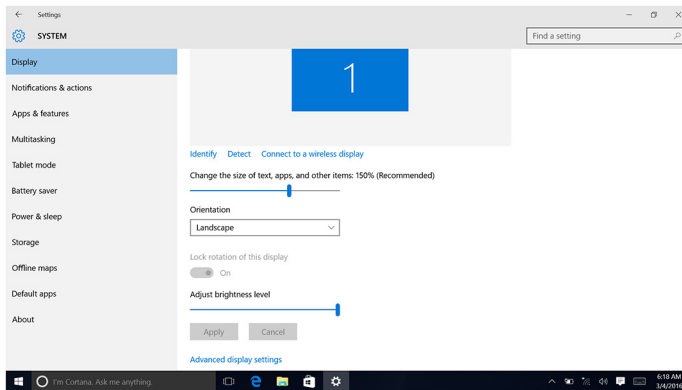 Settings
SYSTEM
Find a setting
Display
Notifications & actions
Apps & features
Multitasking
Tablet mode
Battery saver
Power & sleep
Storage
Offline maps
Default apps
About
1
Identify Detect Connect to a wireless display
Change the size of text, apps, and other items: 150% (Recommended)
Orientation
Landscape
Lock rotation of this display
On
Adjust brightness level
Apply Cancel
Advanced display settings
I'm Cortana. Ask me anything.
6:18 AM
3/4/2016